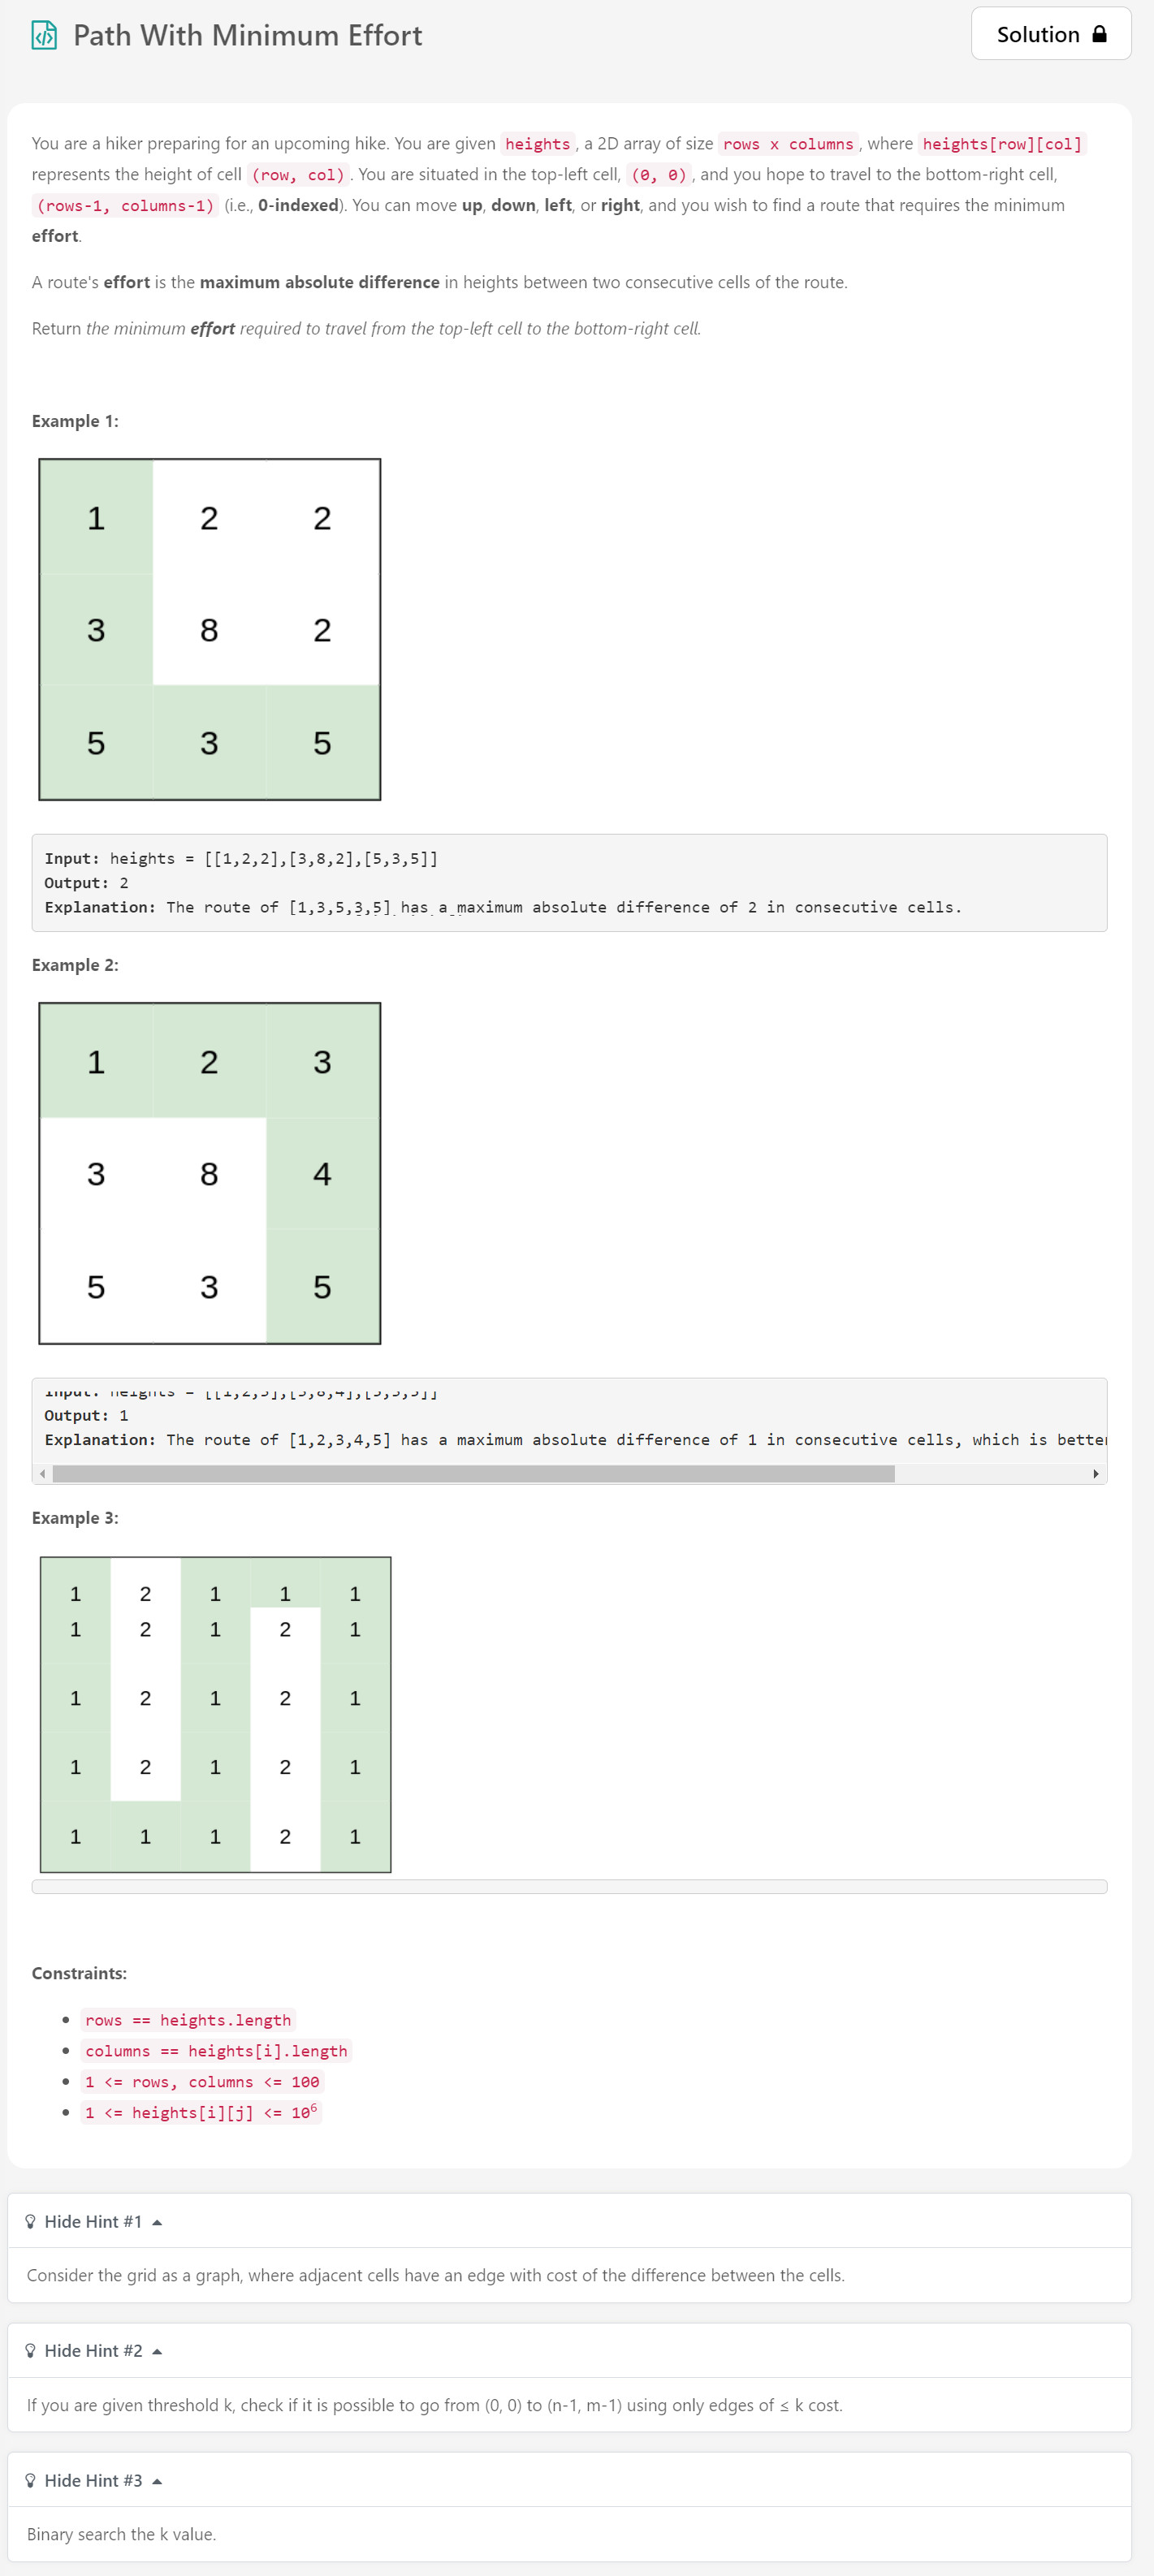 Path With Minimum Effort
Solution
You are a hiker preparing for an upcoming hike. You are given heights, a 2D array of size rows x columns, where heights[row][col]
represents the height of cell (row, col). You are situated in the top-left cell, (0, 0), and you hope to travel to the bottom-right cell,
(rows-1, columns-1) (i.e., 0-indexed). You can move up, down, left, or right, and you wish to find a route that requires the minimum
effort.
A route's effort is the maximum absolute difference in heights between two consecutive cells of the route.
Return the minimum effort required to travel from the top-left cell to the bottom-right cell.
Example 1:
1 2 2
3 8 2
5 3 5
Input: heights = [[1,2,2],[3,8,2],[5,3,5]]
Output: 2
Explanation: The route of [1,3,5,3,5] has a maximum absolute difference of 2 in consecutive cells.
Example 2:
1 2 3
3 8 4
5 3 5
Input: heights = [[1,2,3],[3,8,4],[5,3,5]]
Output: 1
Explanation: The route of [1,2,3,4,5] has a maximum absolute difference of 1 in consecutive cells, which is better
Example 3:
1 2 1 1 1
1 2 1 2 1
1 2 1 2 1
1 2 1 2 1
1 1 1 2 1
Constraints:
rows == heights.length
columns == heights[i].length
1 <= rows, columns <= 100
1 <= heights[i][j] <= 10⁶
Hide Hint #1
Consider the grid as a graph, where adjacent cells have an edge with cost of the difference between the cells.
Hide Hint #2
If you are given threshold k, check if it is possible to go from (0, 0) to (n-1, m-1) using only edges of ≤ k cost.
Hide Hint #3
Binary search the k value.